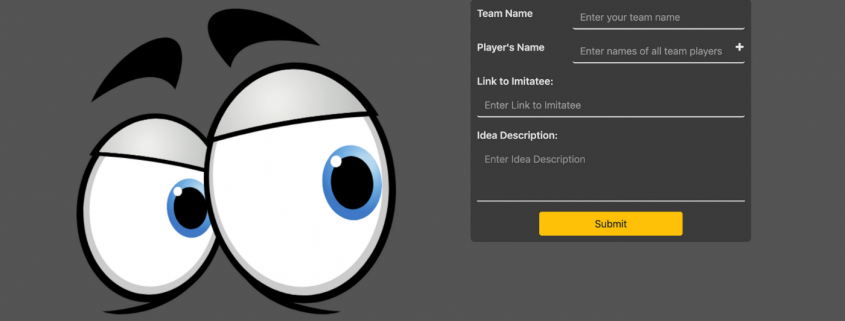 Team Name
Enter your team name
Player's Name
Enter names of all team players +
Link to Imitatee:
Enter Link to Imitatee
Idea Description:
Enter Idea Description
Submit